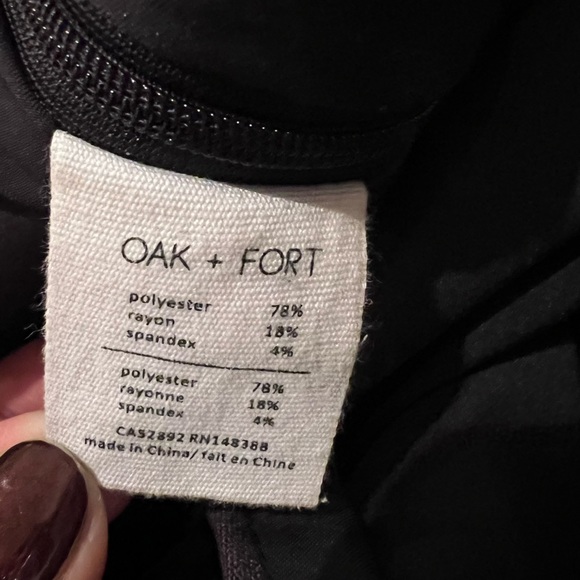 OAK + FORT
polyester 78%
rayon 18%
spandex 4%
polyester 78%
rayonne 18%
spandex 4%
CA52892 RN148388
made in China/ fait en Chine